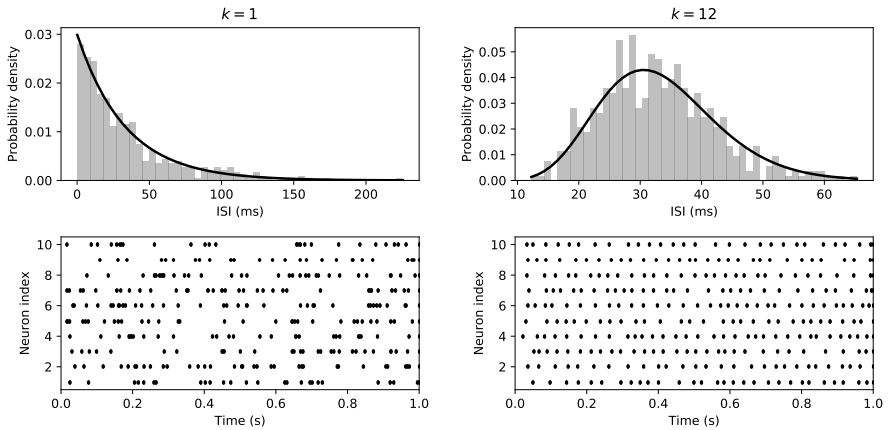 k = 1
Probability density
0.03
0.02
0.01
0.00
0 50 100 150 200
ISI (ms)
k = 12
Probability density
0.05
0.04
0.03
0.02
0.01
0.00
10 20 30 40 50 60
ISI (ms)
Neuron index
10
8
6
4
2
0.0 0.2 0.4 0.6 0.8 1.0
Time (s)
Neuron index
10
8
6
4
2
0.0 0.2 0.4 0.6 0.8 1.0
Time (s)